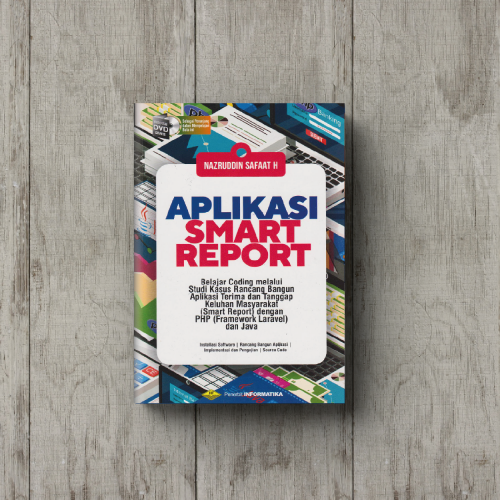 DVD
NAZRUDDIN SAFAAT H
APLIKASI
SMART
REPORT
Belajar Coding melalui
Studi Kasus Rancang Bangun
Aplikasi Terima dan Tanggap
Keluhan Masyarakat
(Smart Report) dengan
PHP (Framework Laravel)
dan Java
Installasi Software | Rancang Bangun Aplikasi |
Implementasi dan Pengujian | Source Code
Penerbit INFORMATIKA